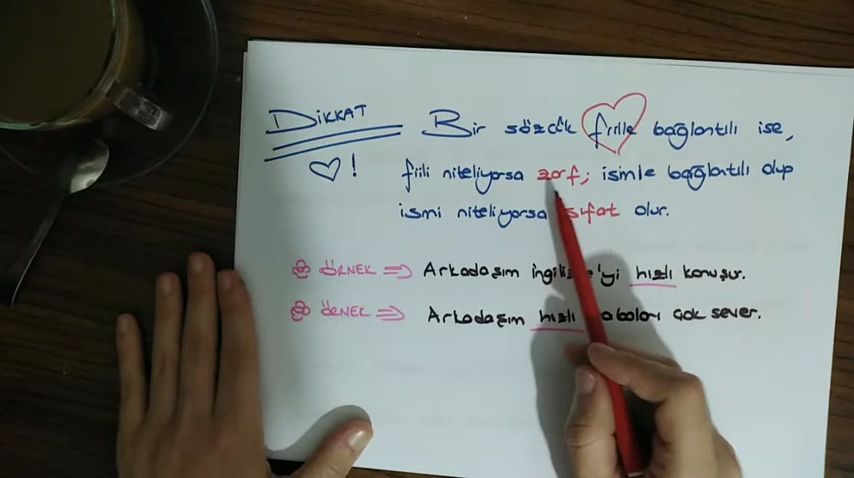 DİKKAT Bir sözcük fiille bağlantılı ise,
! fiili niteliyorsa zarf; isimle bağlantılı olup
ismi niteliyorsa sıfat olur.
ÖRNEK ⇒ Arkadaşım konuşur. hızlı
ÖRNEK ⇒ Arkadaşım hızlı çok sever.